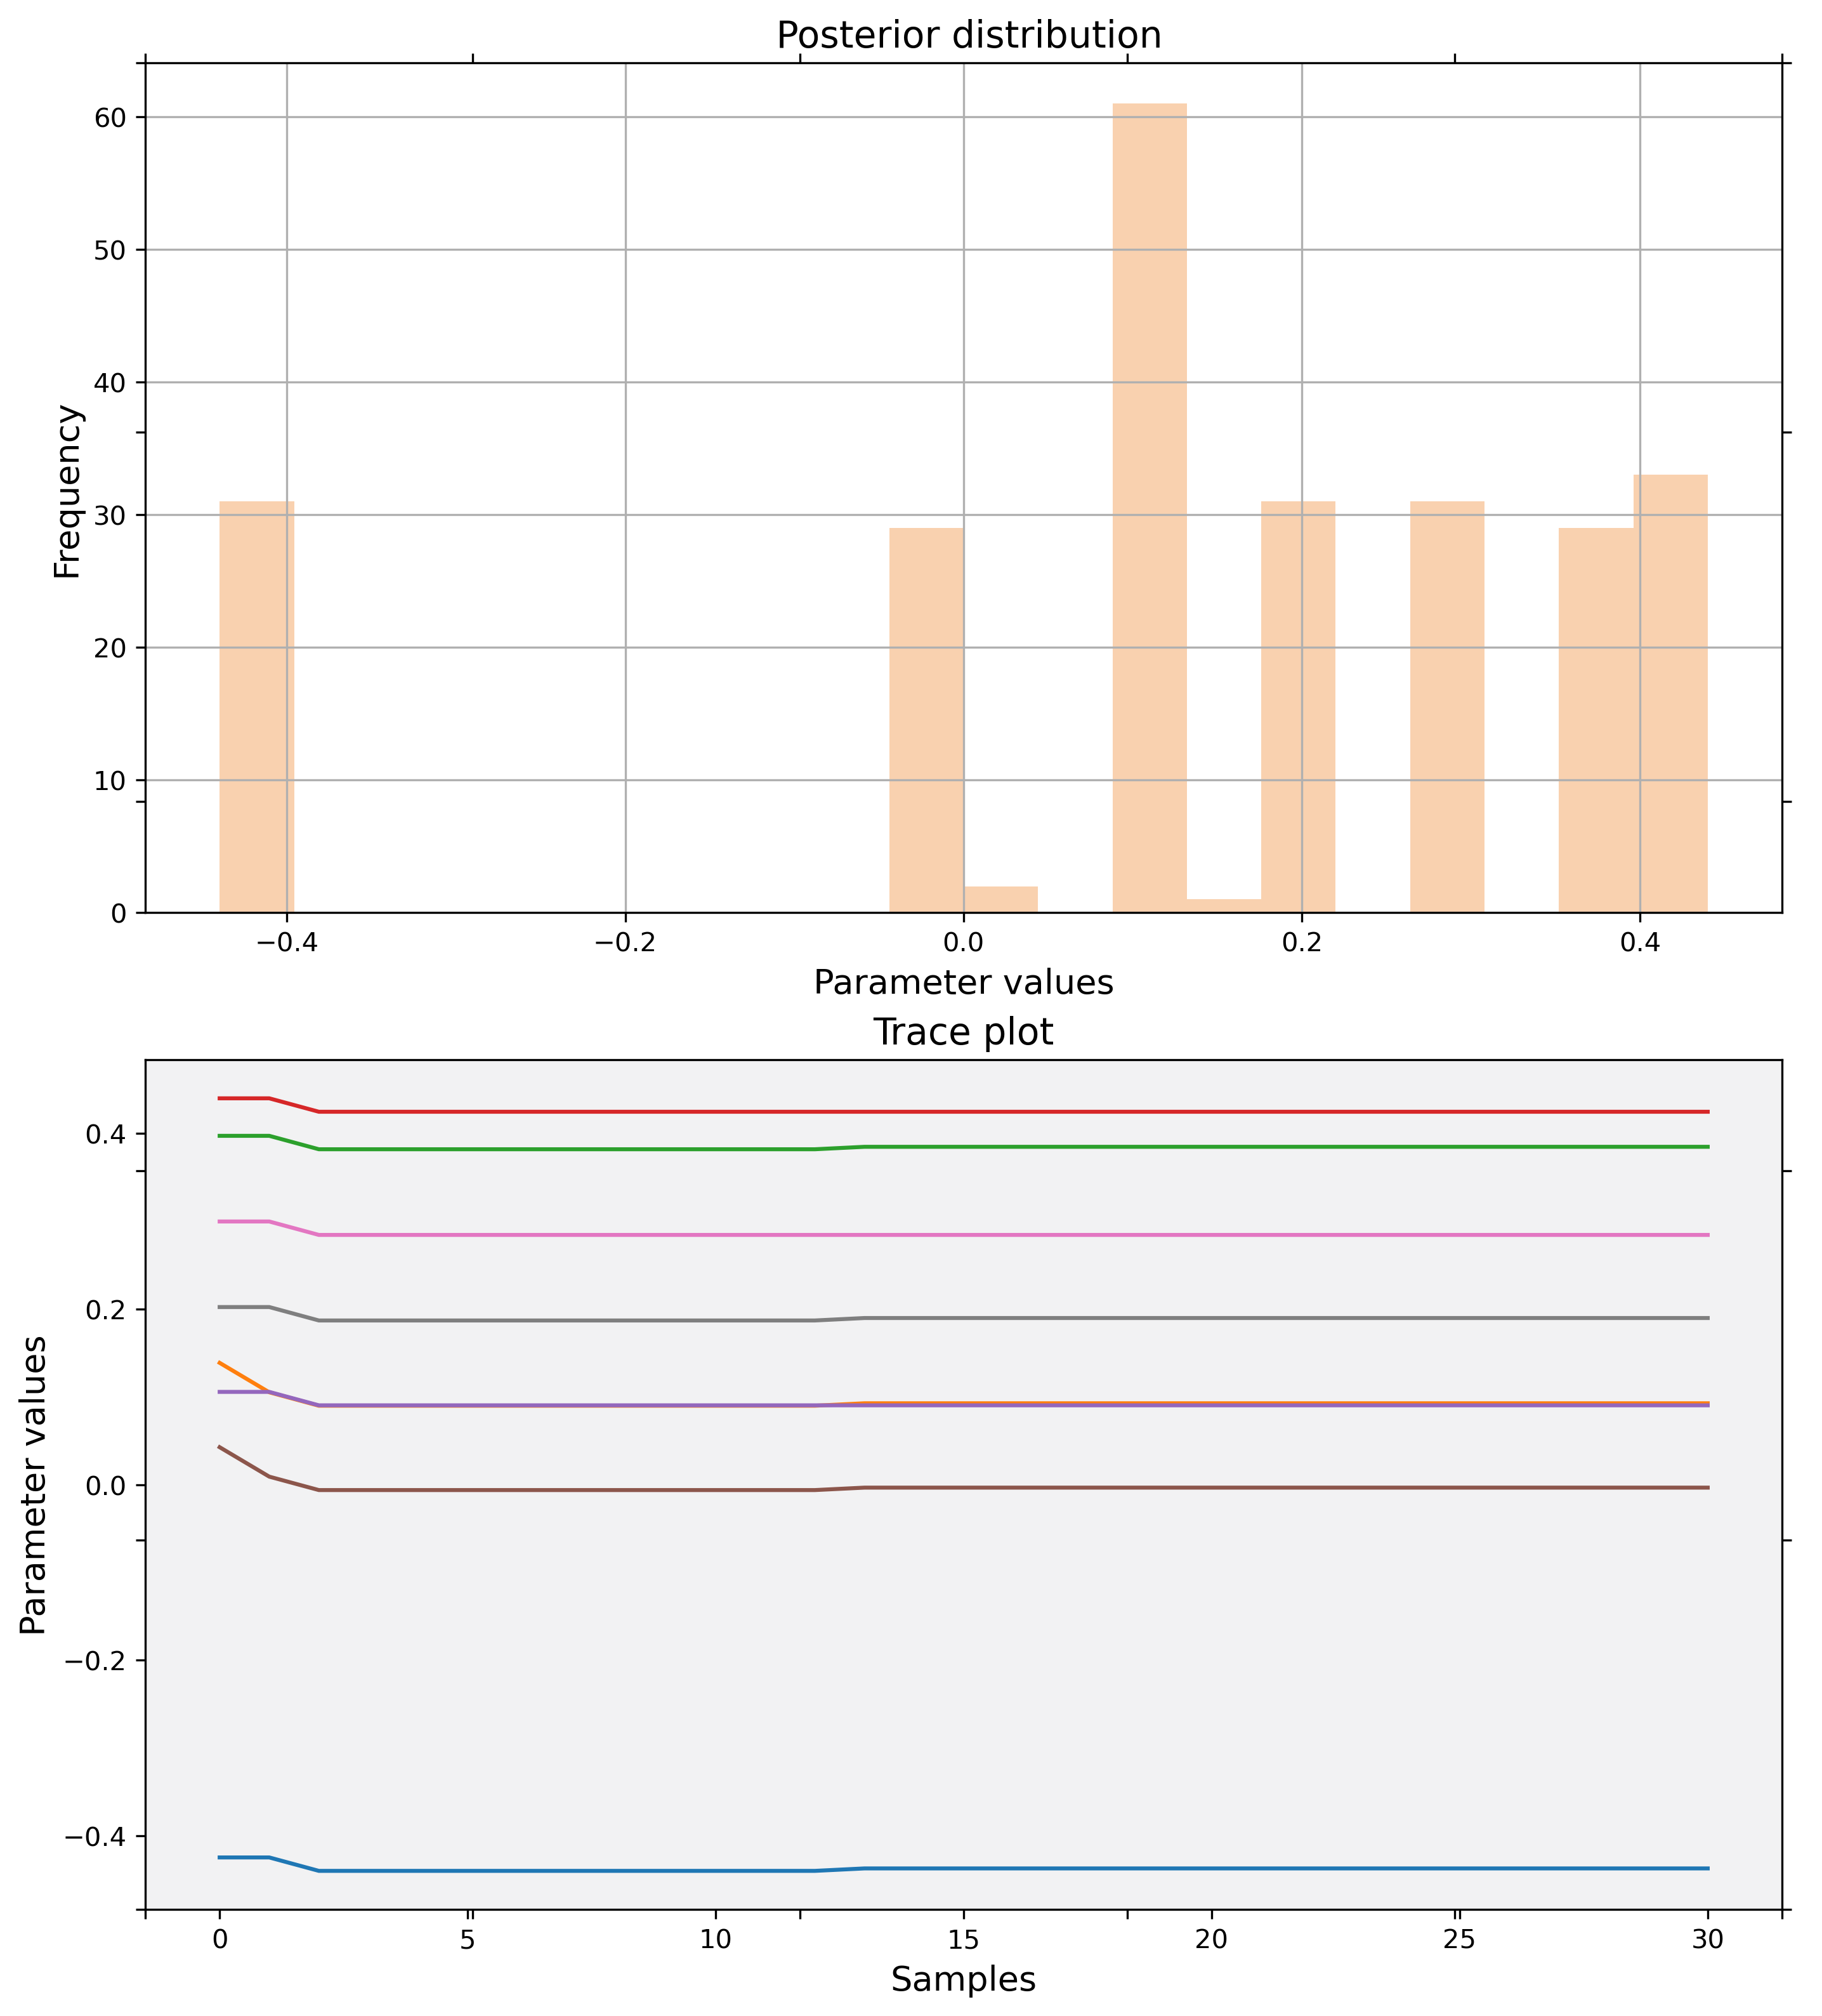 Posterior distribution
60
50
40
30
20
10
0
Frequency
−0.4 −0.2 0.0 0.2 0.4
Parameter values
Trace plot
0.4
0.2
0.0
−0.2
−0.4
Parameter values
0 5 10 15 20 25 30
Samples